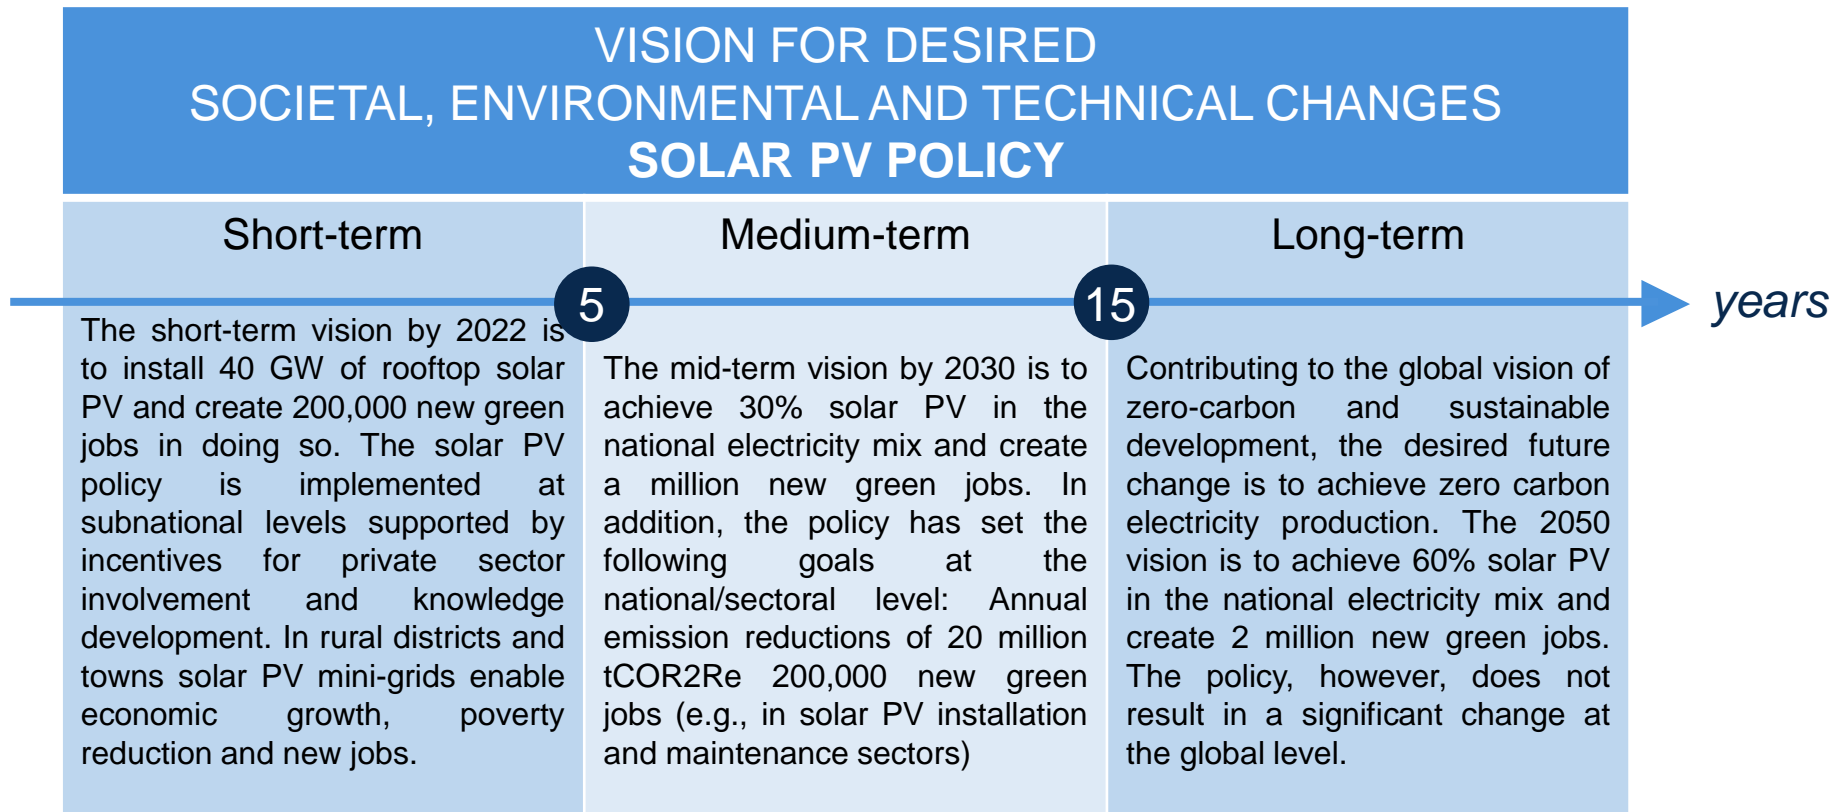 VISION FOR DESIRED
SOCIETAL, ENVIRONMENTAL AND TECHNICAL CHANGES
SOLAR PV POLICY
Short-term
Medium-term
Long-term
5
15
years
The short-term vision by 2022 is
to install 40 GW of rooftop solar
PV and create 200,000 new green
jobs in doing so. The solar PV
policy is implemented at
subnational levels supported by
incentives for private sector
involvement and knowledge
development. In rural districts and
towns solar PV mini-grids enable
economic growth, poverty
reduction and new jobs.
The mid-term vision by 2030 is to
achieve 30% solar PV in the
national electricity mix and create
a million new green jobs. In
addition, the policy has set the
following goals at the
national/sectoral level: Annual
emission reductions of 20 million
tCOR2Re 200,000 new green
jobs (e.g., in solar PV installation
and maintenance sectors)
Contributing to the global vision of
zero-carbon and sustainable
development, the desired future
change is to achieve zero carbon
electricity production. The 2050
vision is to achieve 60% solar PV
in the national electricity mix and
create 2 million new green jobs.
The policy, however, does not
result in a significant change at
the global level.